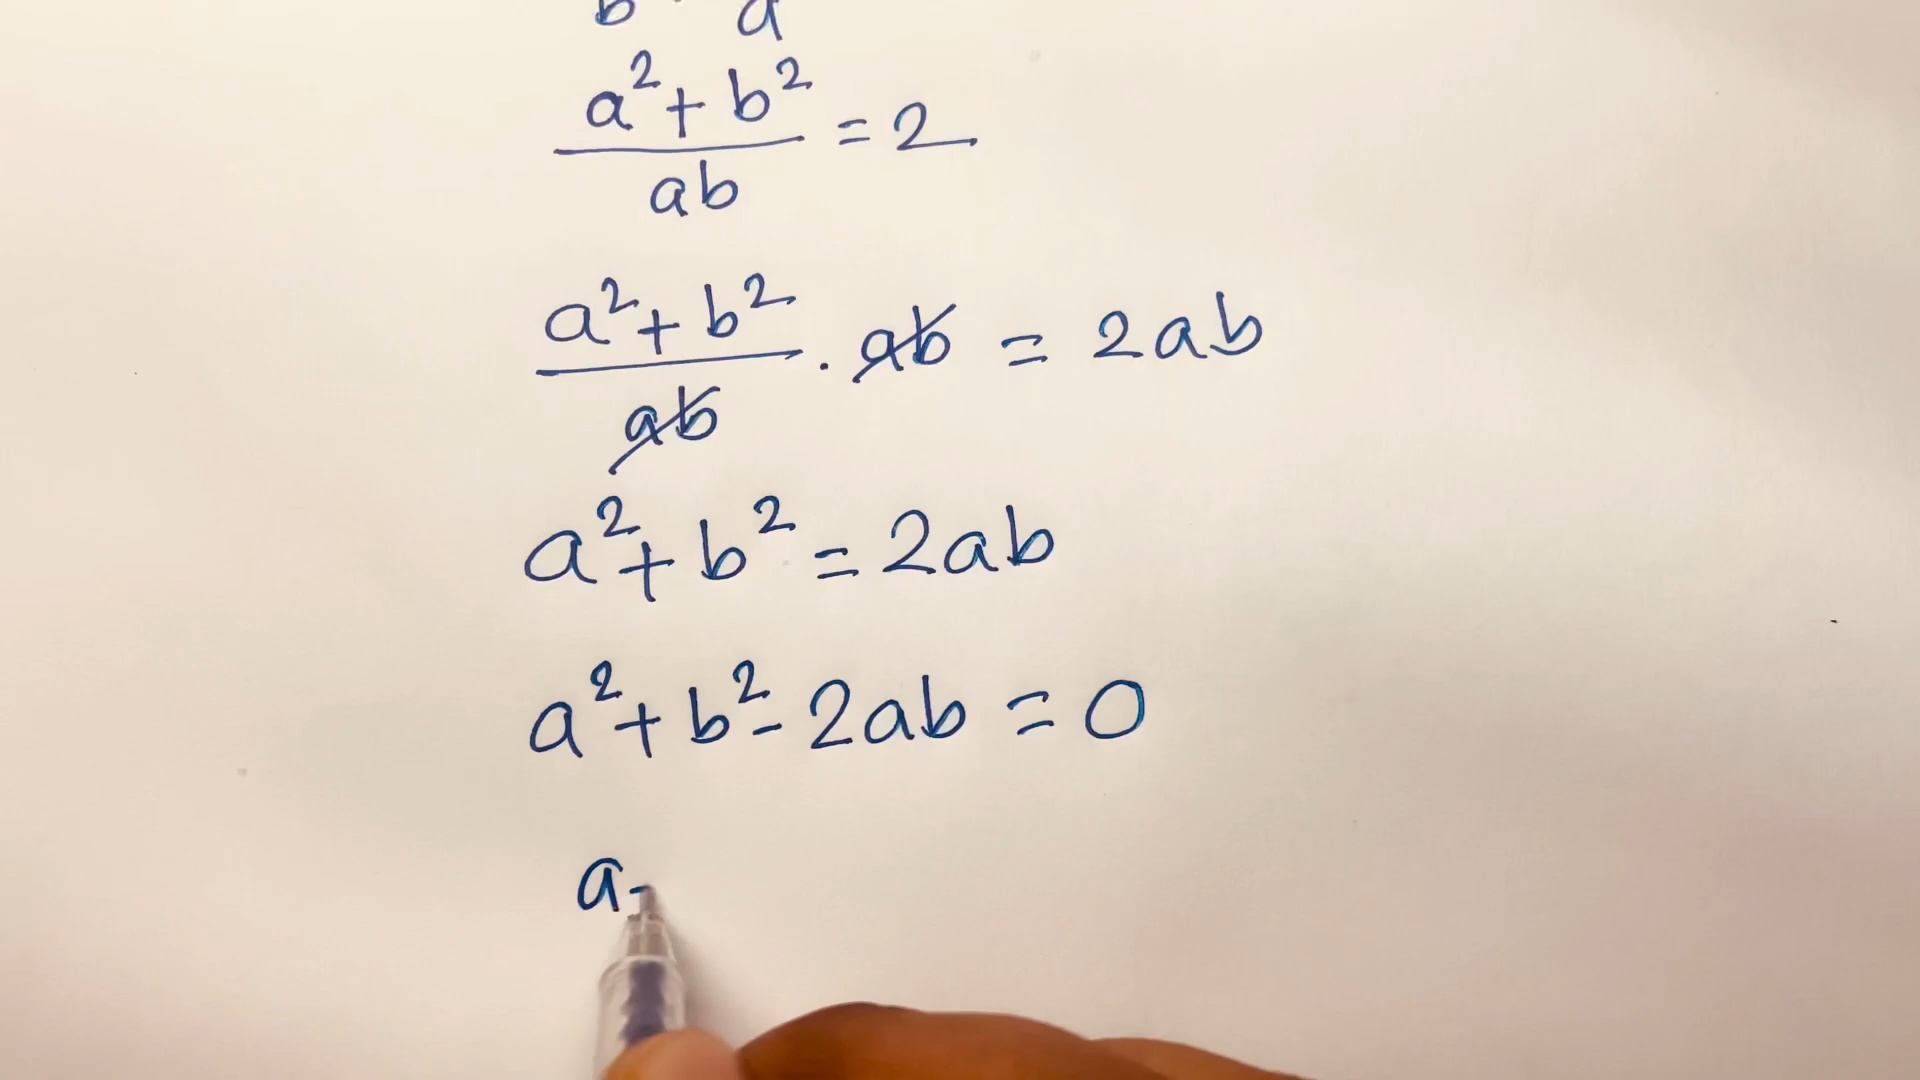 b a
a² + b² / ab = 2
a² + b² / ab . ab = 2ab
a² + b² = 2ab
a² + b² - 2ab = 0
a -